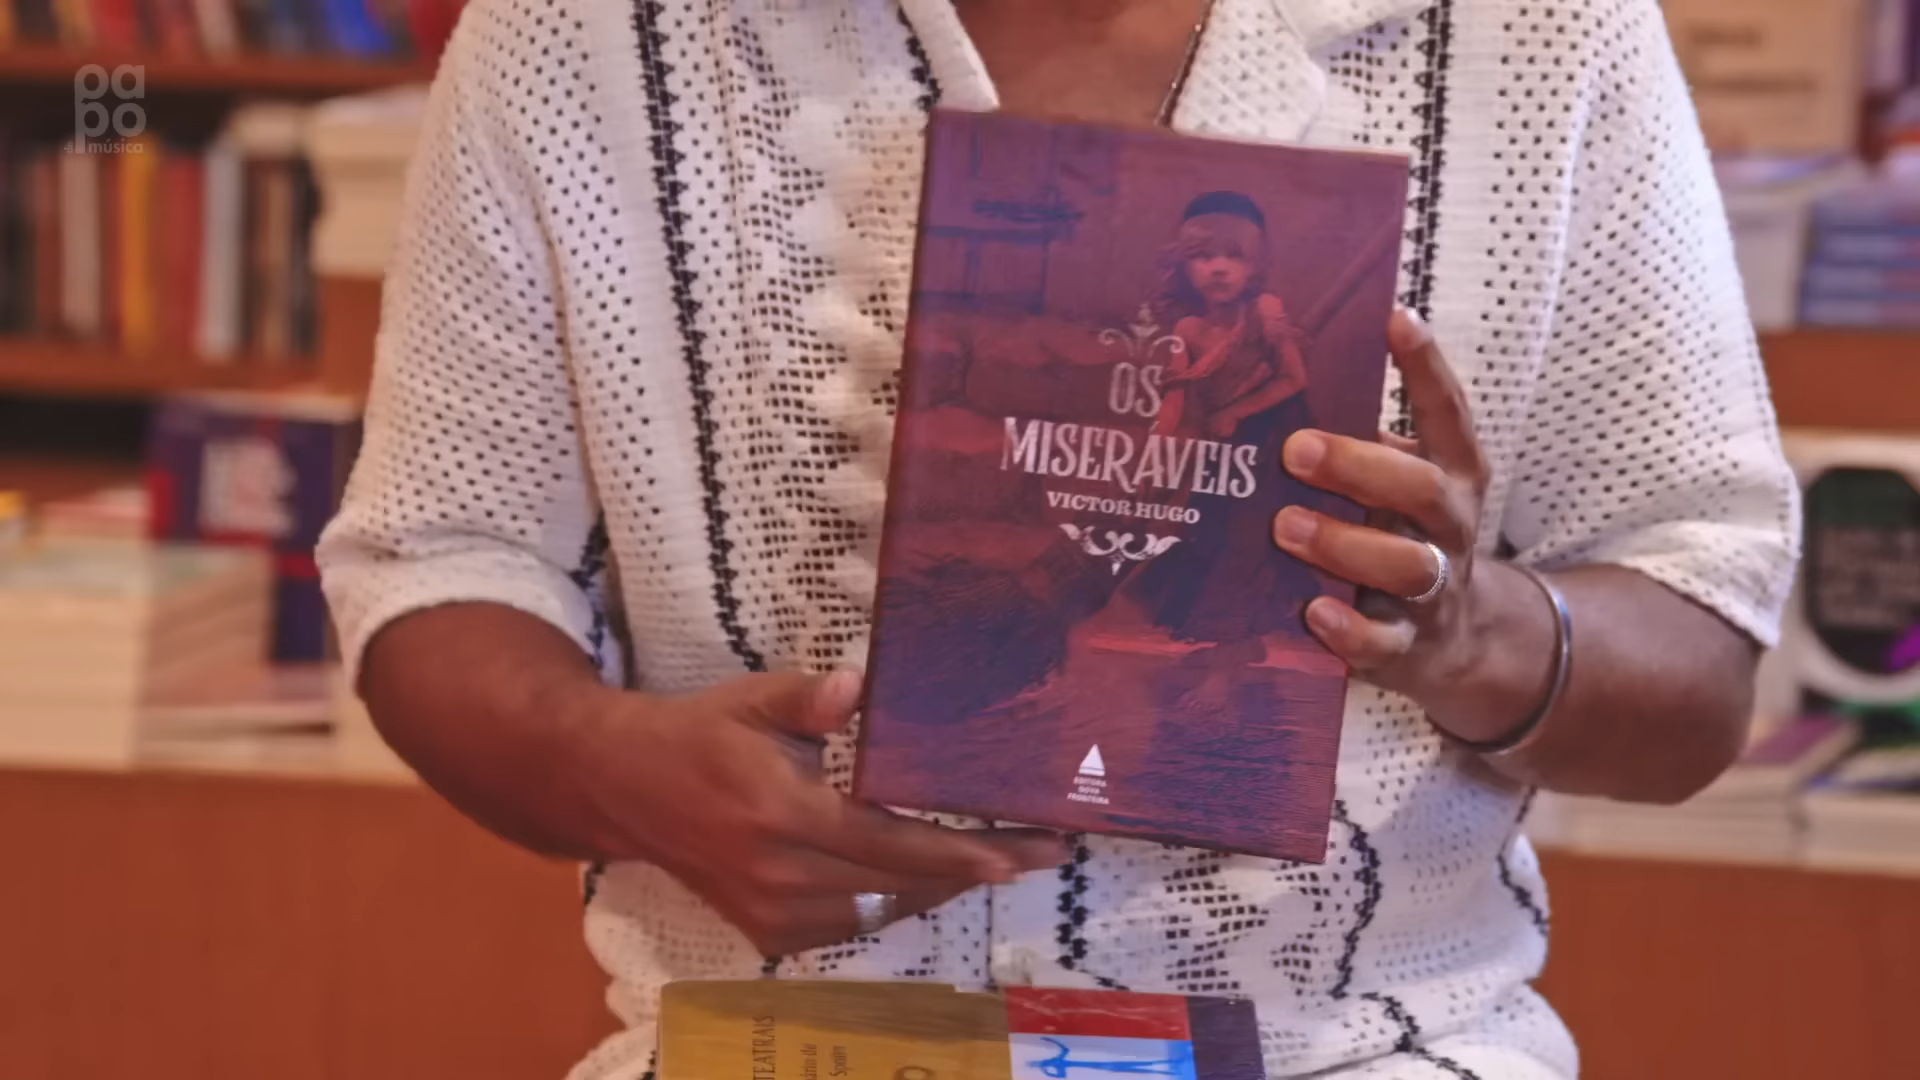 papo
música
OS
MISERÁVEIS
VICTOR HUGO
EDITORA
NOVA
FRONTEIRA
TEATRAIS